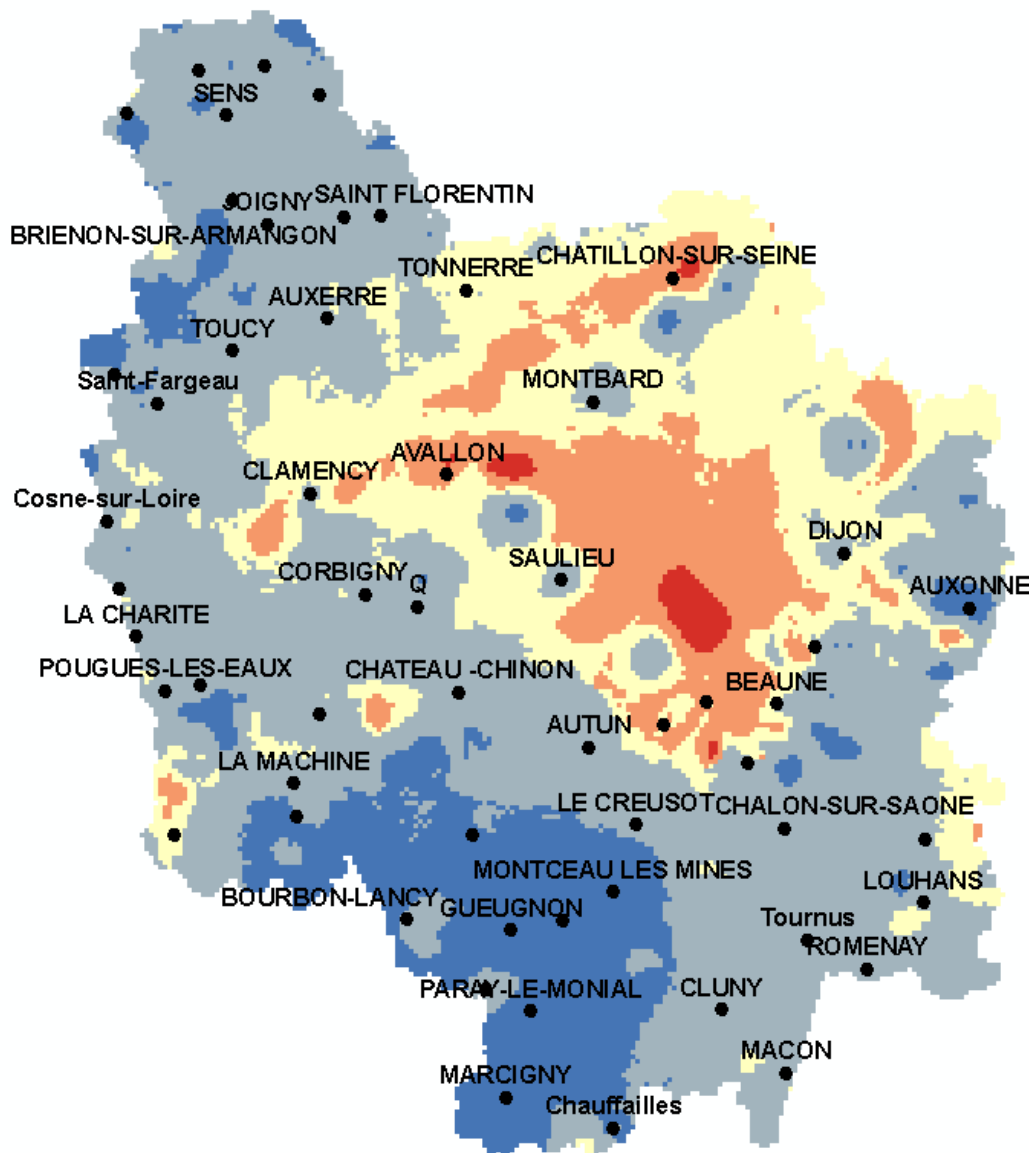 SENS
JOIGNY
SAINT FLORENTIN
BRIENON-SUR-ARMANGON
TONNERRE
CHATILLON-SUR-SEINE
AUXERRE
TOUCY
Saint-Fargeau
MONTBARD
AVALLON
CLAMENCY
Cosne-sur-Loire
DIJON
SAULIEU
CORBIGNY
Q
AUXONNE
LA CHARITE
POUGUES-LES-EAUX
CHATEAU -CHINON
BEAUNE
AUTUN
LA MACHINE
LE CREUSOT
CHALON-SUR-SAONE
MONTCEAU LES MINES
LOUHANS
BOURBON-LANCY
GUEUGNON
Tournus
ROMENAY
PARAY-LE-MONIAL
CLUNY
MACON
MARCIGNY
Chauffailles